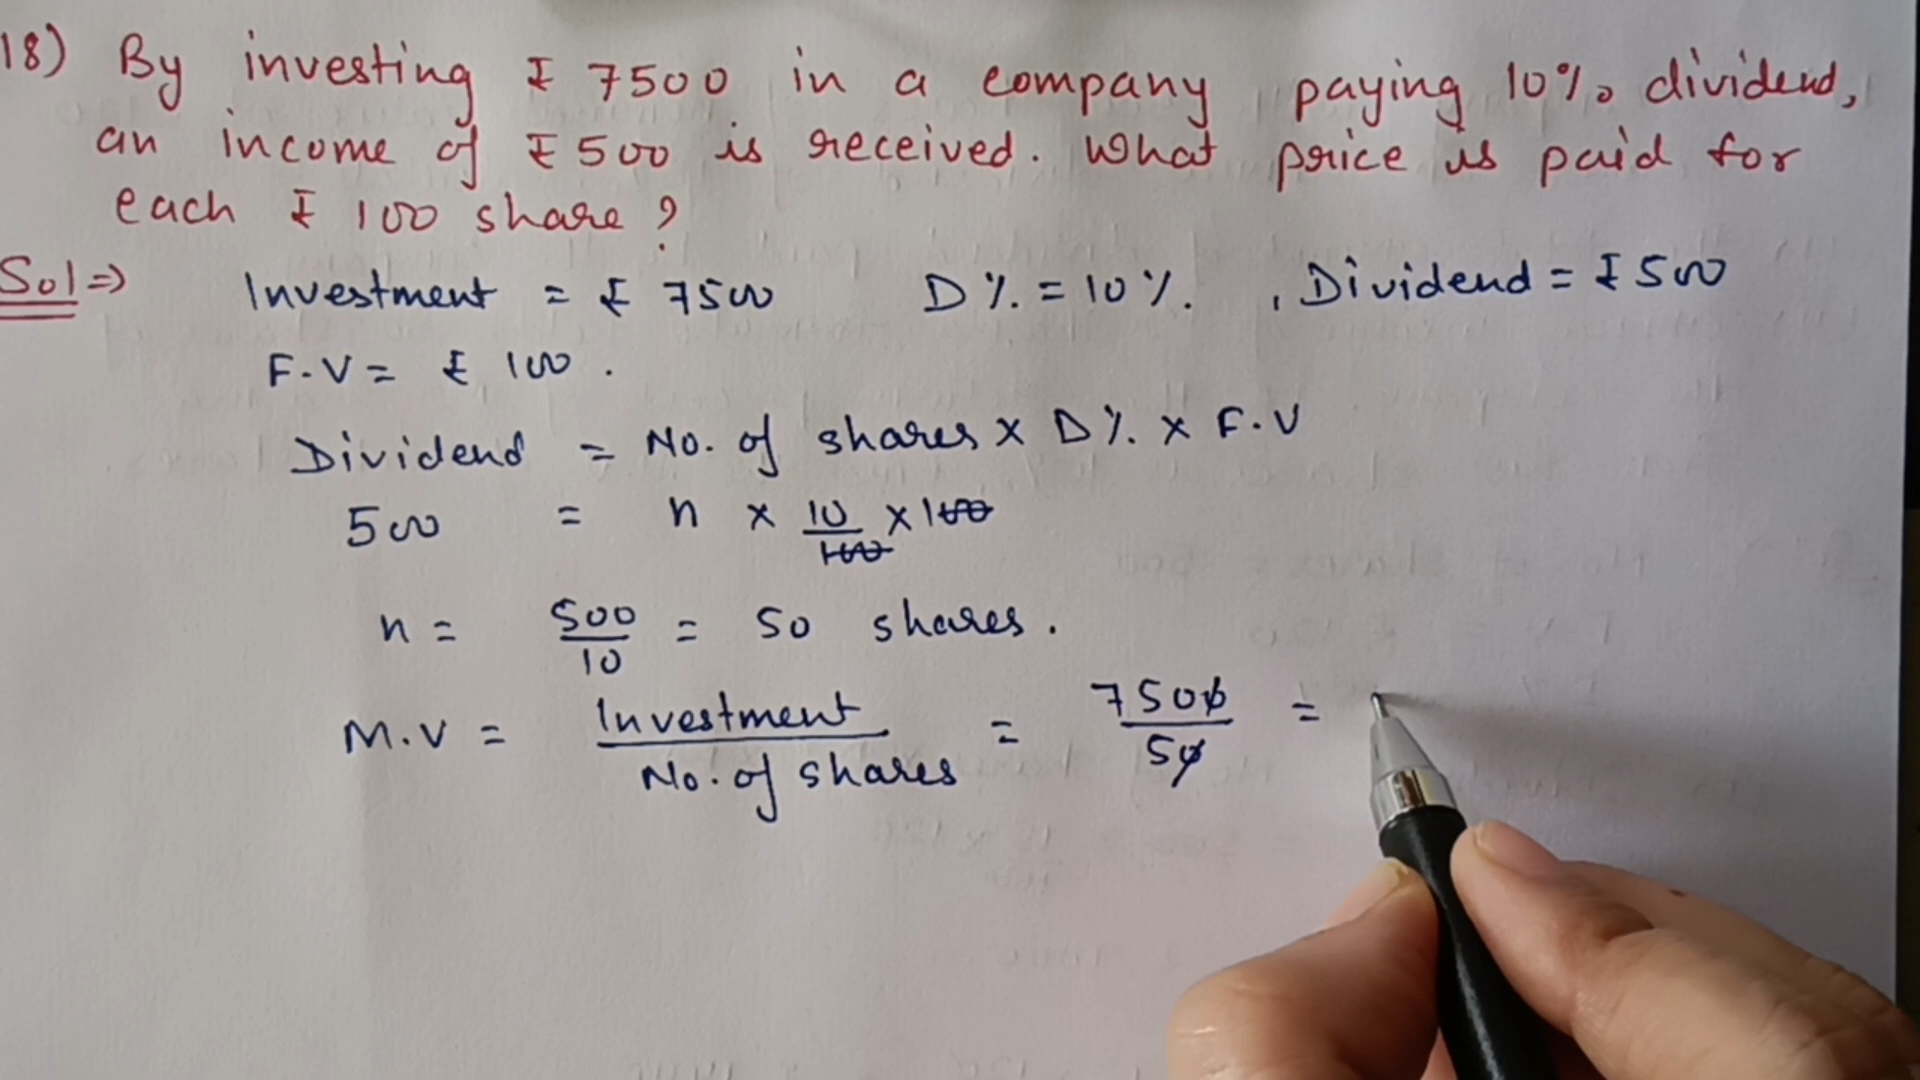 18) By investing ₹ 7500 in a company paying 10% dividend,
an income of ₹ 500 is received. What price is paid for
each ₹ 100 share?
Sol⇒ Investment = ₹ 7500 D%. = 10%. , Dividend = ₹ 500
F.V = ₹ 100 .
Dividend = No. of shares × D%. × F.V
500 = n × 10/100 × 100
n = 500/10 = 50 shares.
M.V = Investment/No. of shares = 7500/50 =